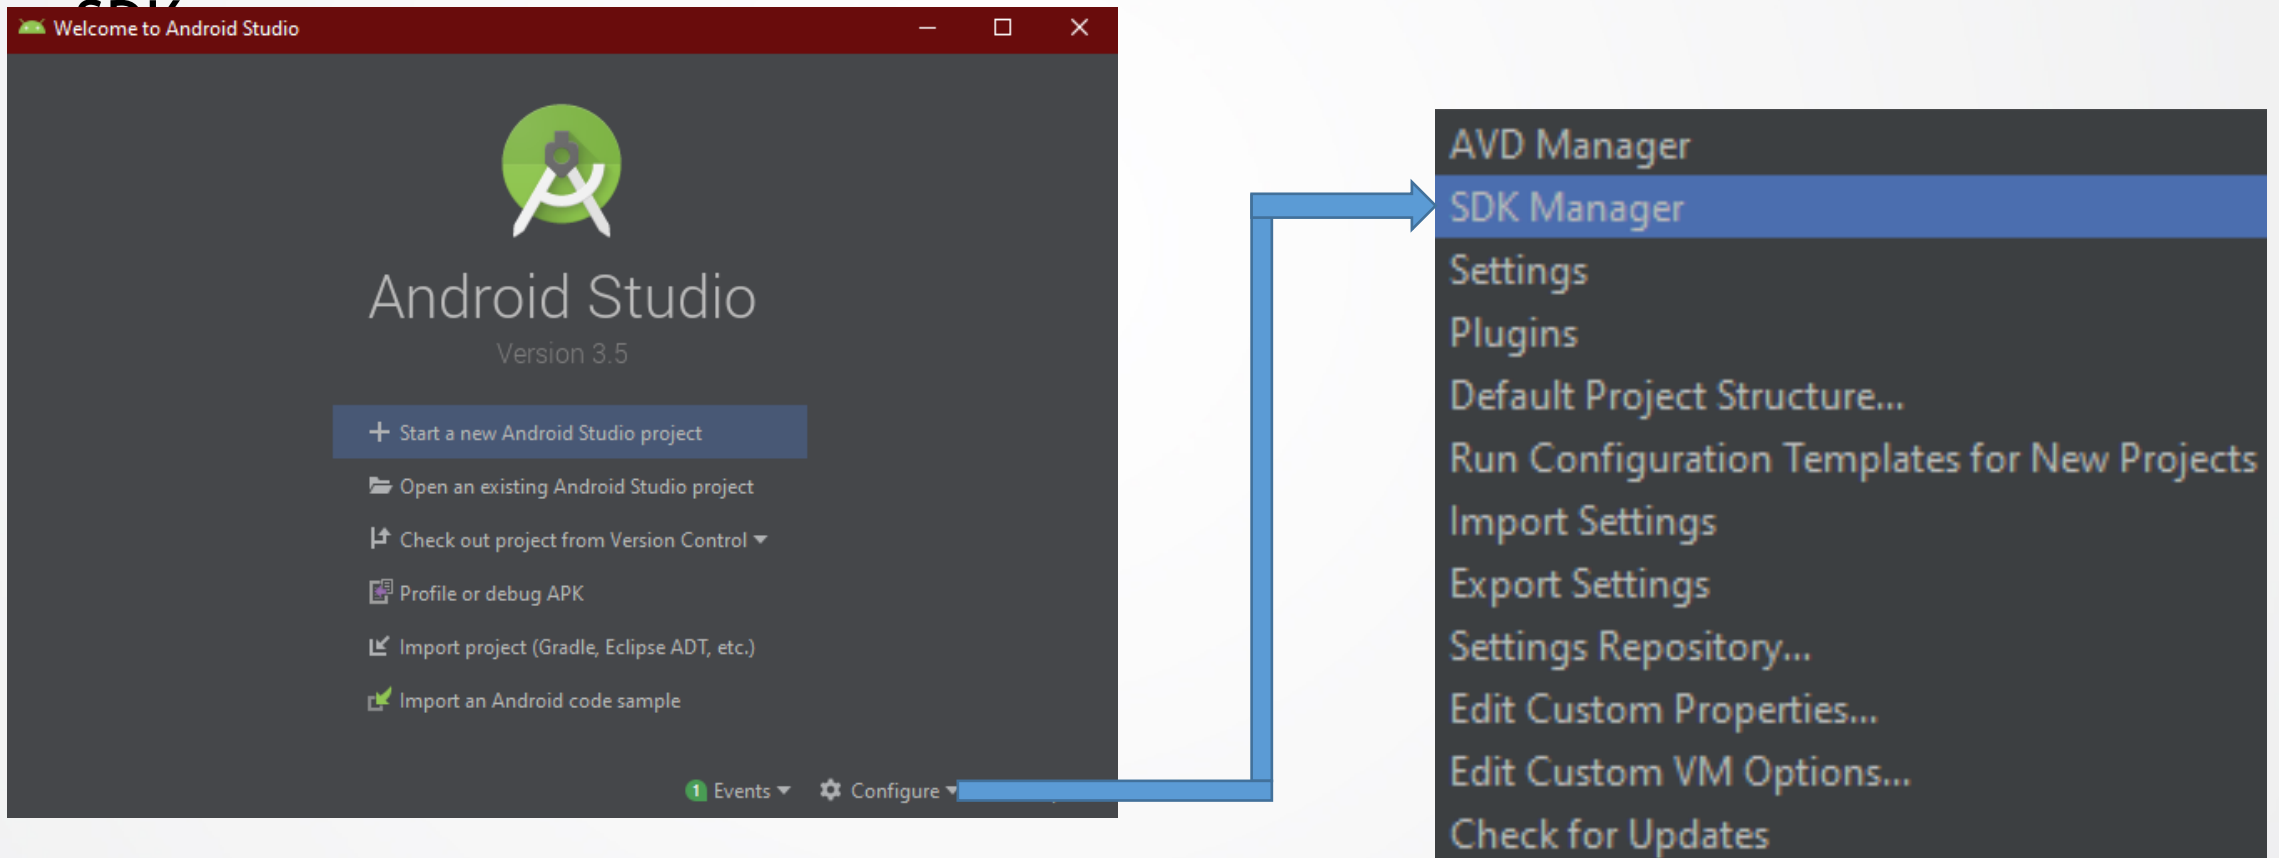 SDK
Welcome to Android Studio
Android Studio
Version 3.5
Start a new Android Studio project
Open an existing Android Studio project
Check out project from Version Control
Profile or debug APK
Import project (Gradle, Eclipse ADT, etc.)
Import an Android code sample
1 Events Configure
AVD Manager
SDK Manager
Settings
Plugins
Default Project Structure...
Run Configuration Templates for New Projects
Import Settings
Export Settings
Settings Repository...
Edit Custom Properties...
Edit Custom VM Options...
Check for Updates